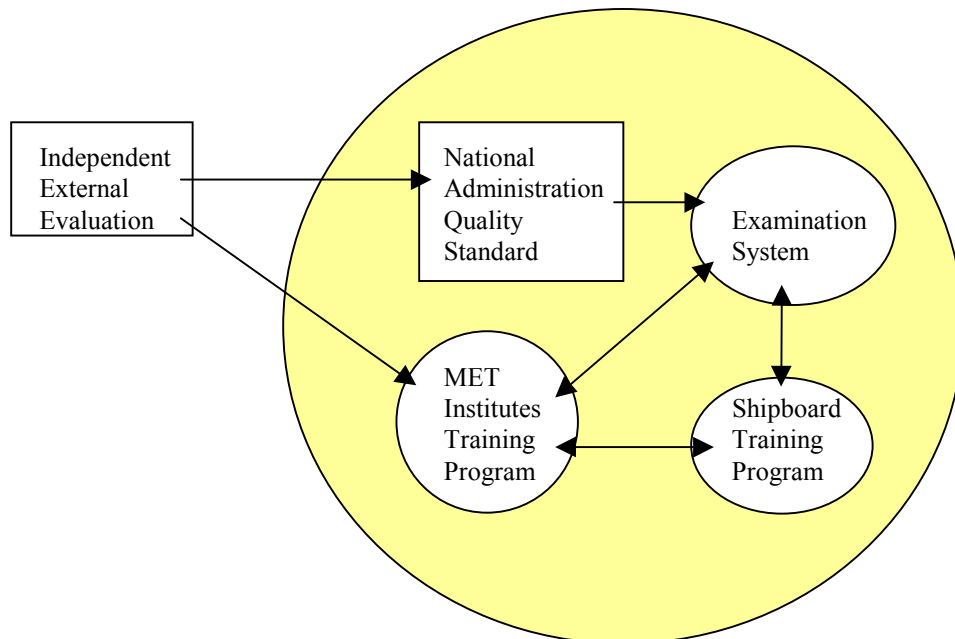 Independent
External
Evaluation
National
Administration
Quality
Standard
Examination
System
MET
Institutes
Training
Program
Shipboard
Training
Program